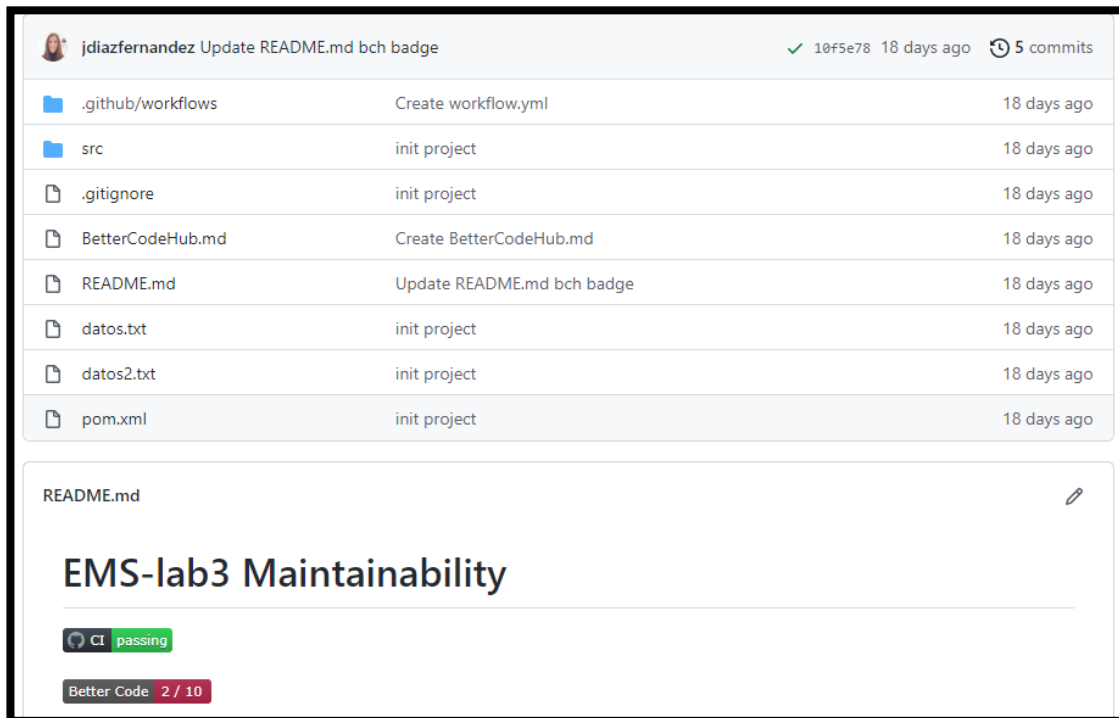 jdiazfernandez Update README.md bch badge 10f5e78 18 days ago 5 commits
.github/workflows Create workflow.yml 18 days ago
src init project 18 days ago
.gitignore init project 18 days ago
BetterCodeHub.md Create BetterCodeHub.md 18 days ago
README.md Update README.md bch badge 18 days ago
datos.txt init project 18 days ago
datos2.txt init project 18 days ago
pom.xml init project 18 days ago
README.md
EMS-lab3 Maintainability
CI passing
Better Code 2 / 10